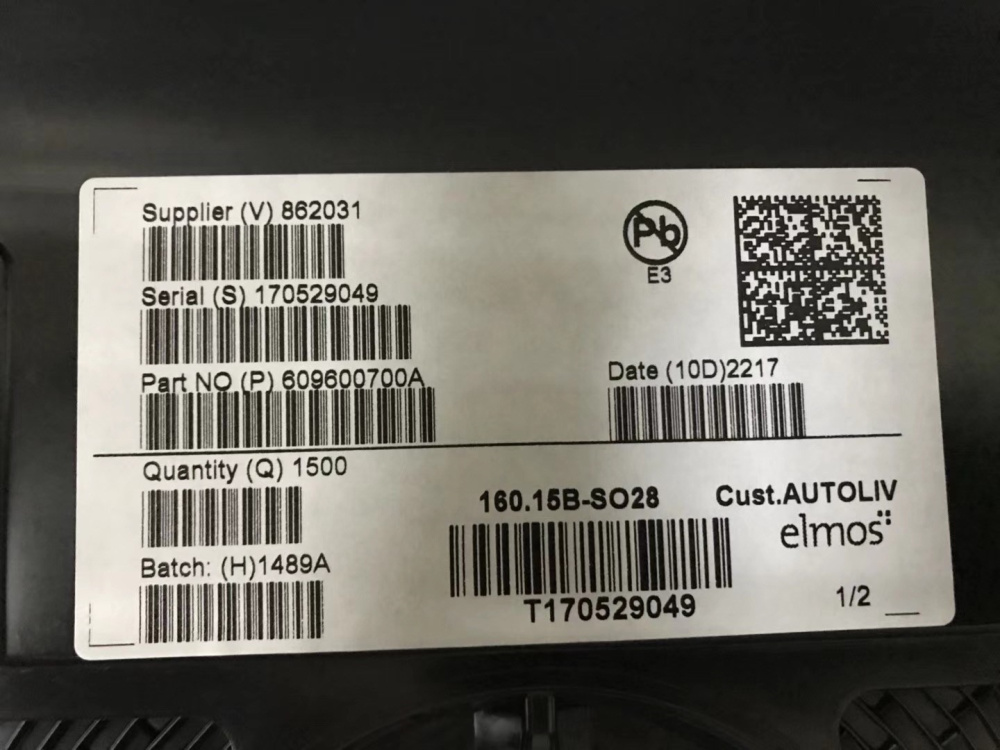 Supplier (V) 862031
Pb
E3
Serial (S) 170529049
Part NO (P) 609600700A
Date (10D)2217
Quantity (Q) 1500
160.15B-SO28
Cust.AUTOLIV
elmos
Batch: (H)1489A
T170529049
1/2